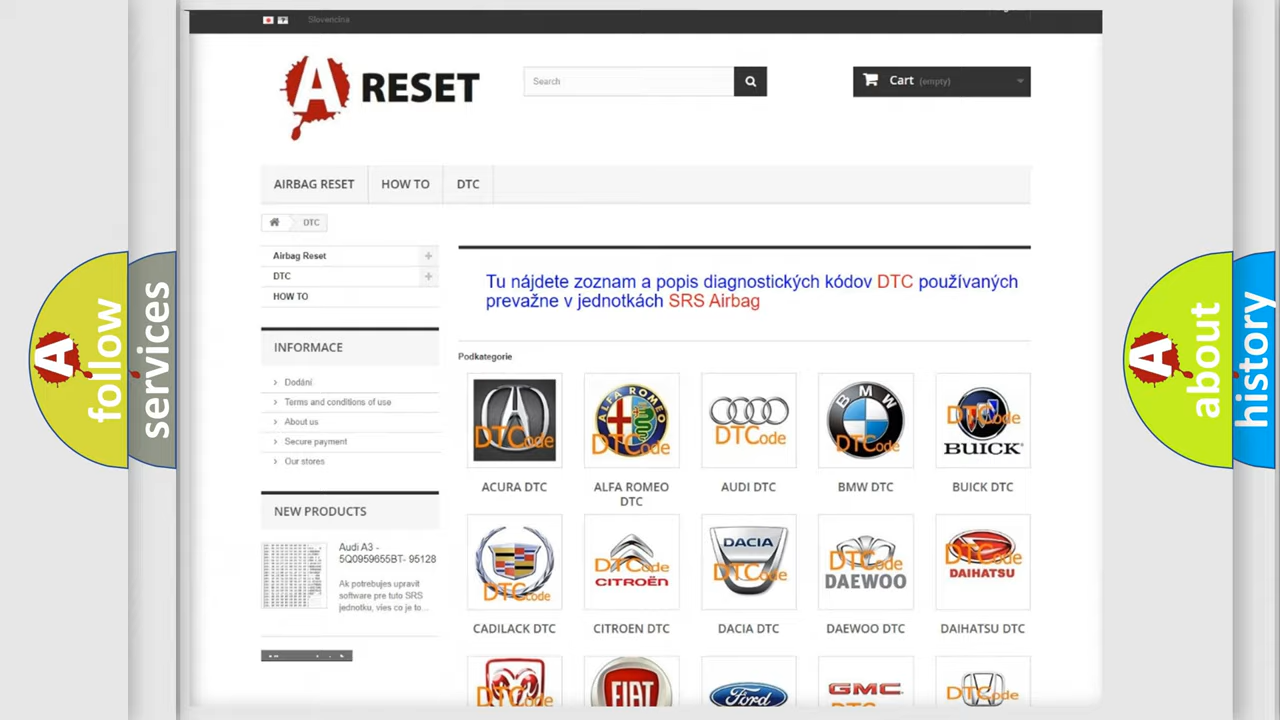 Slovencina
A RESET
Search
Cart (empty)
AIRBAG RESET HOW TO DTC
DTC
Airbag Reset
DTC
HOW TO
INFORMACE
Dodání
Terms and conditions of use
About us
Secure payment
Our stores
NEW PRODUCTS
Audi A3 -
5Q0959655BT- 95128
Ak potrebujes upravit
software pre tuto SRS
jednotku, vies co je to...
Tu nájdete zoznam a popis diagnostických kódov DTC používaných
prevažne v jednotkách SRS Airbag
Podkategorie
DTCode
ALFA ROMEO
DTCode
DTCode
BMW
DTCode
DTCode
BUICK
ACURA DTC
ALFA ROMEO
DTC
AUDI DTC
BMW DTC
BUICK DTC
DTCode
DTCode
CITROËN
DACIA
DTCode
DTCode
DAEWOO
DTCode
DAIHATSU
CADILACK DTC
CITROEN DTC
DACIA DTC
DAEWOO DTC
DAIHATSU DTC
DTCode
FIAT
Ford
GMC
DTCode
A follow
services
A about
history